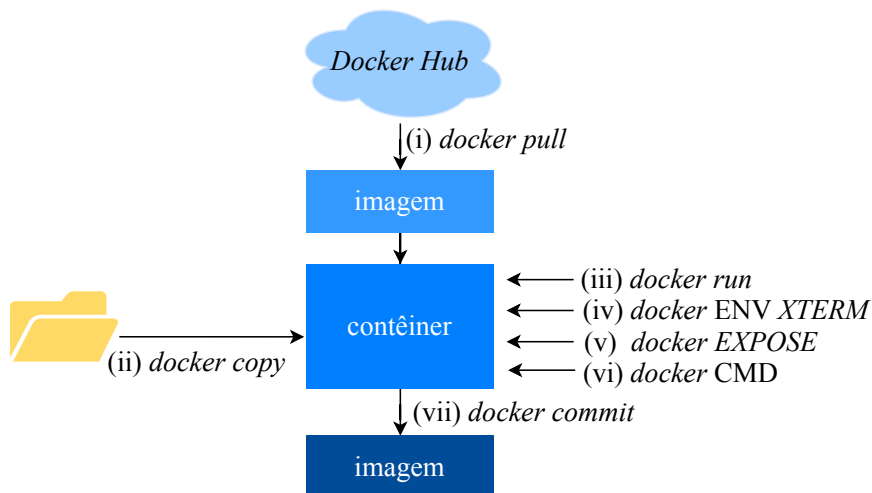 Docker Hub
(i) docker pull
imagem
(iii) docker run
(iv) docker ENV XTERM
contêiner
(v) docker EXPOSE
(ii) docker copy
(vi) docker CMD
(vii) docker commit
imagem